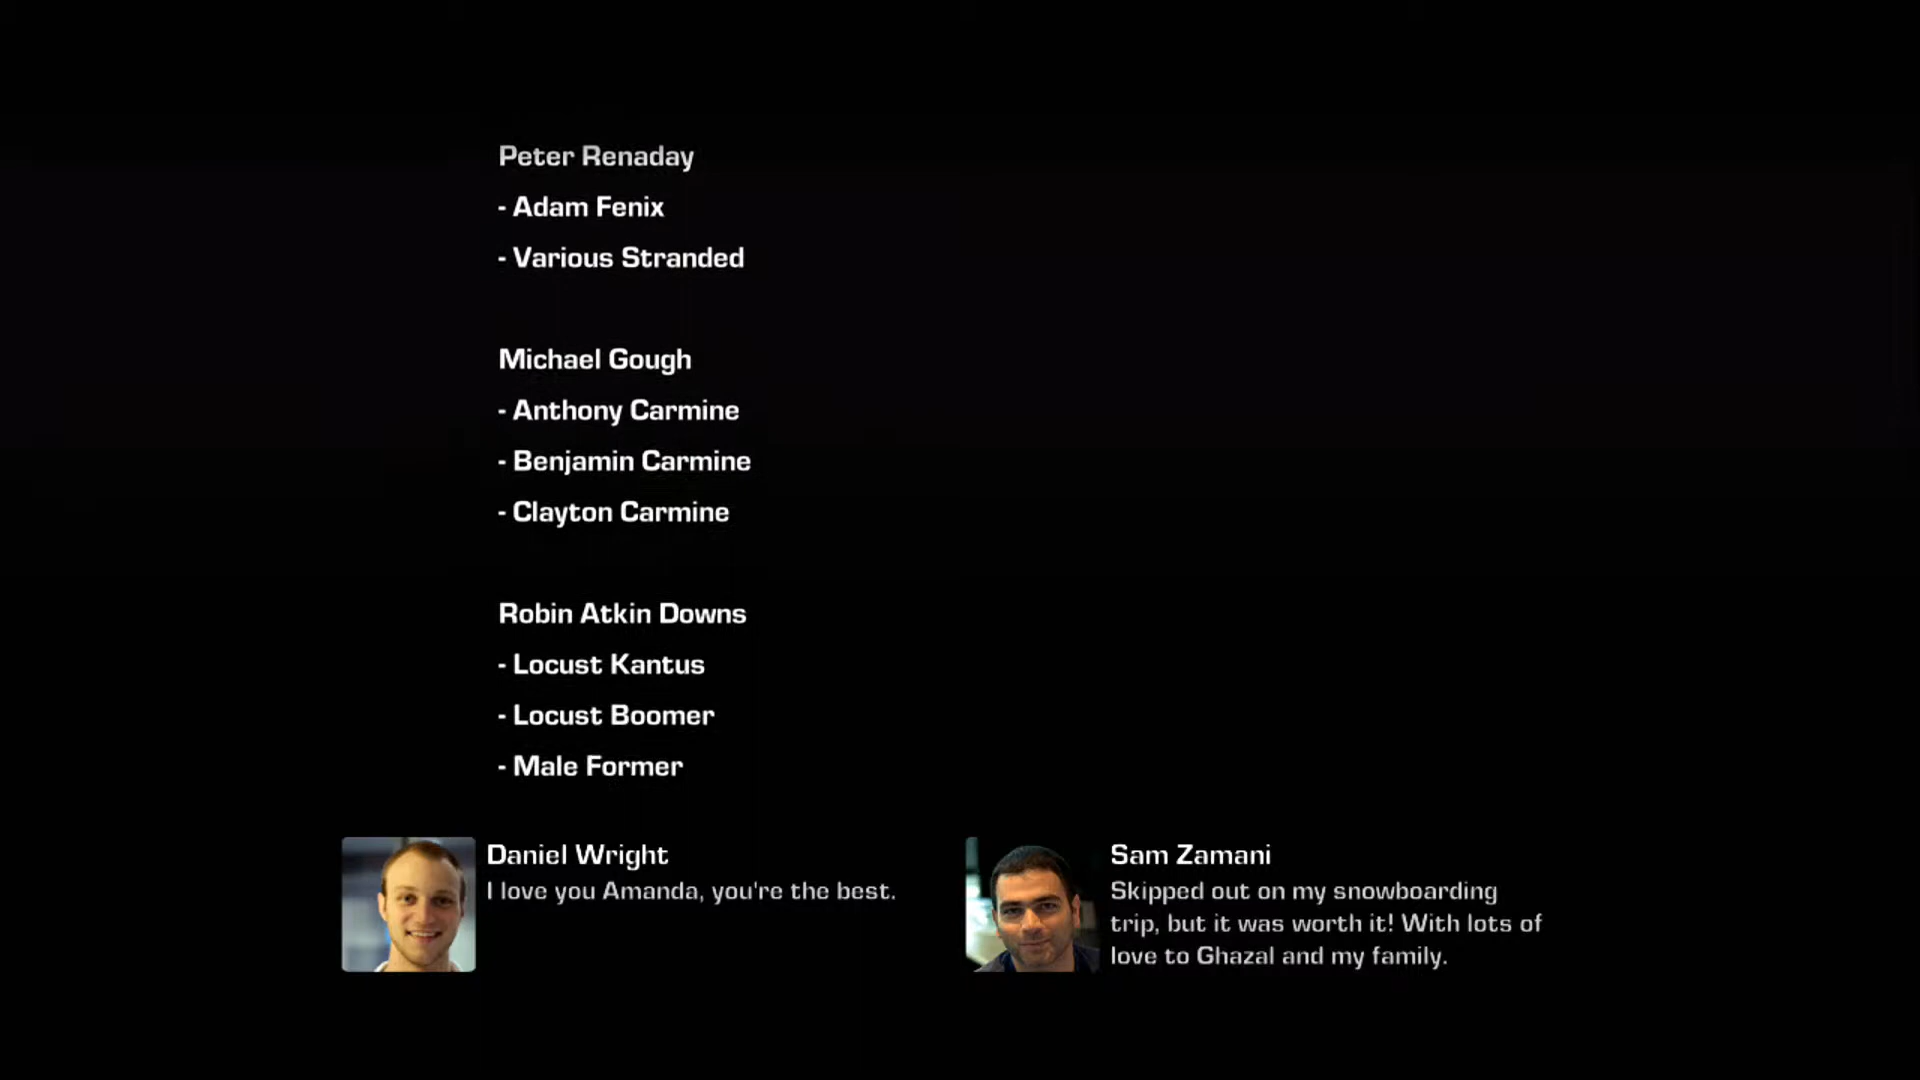 Peter Renaday
- Adam Fenix
- Various Stranded
Michael Gough
- Anthony Carmine
- Benjamin Carmine
- Clayton Carmine
Robin Atkin Downs
- Locust Kantus
- Locust Boomer
- Male Former
Daniel Wright
I love you Amanda, you're the best.
Sam Zamani
Skipped out on my snowboarding
trip, but it was worth it! With lots of
love to Ghazal and my family.